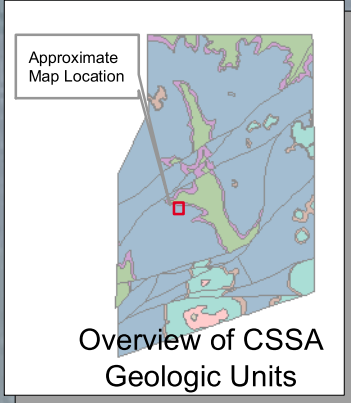 Approximate
Map Location
Overview of CSSA
Geologic Units